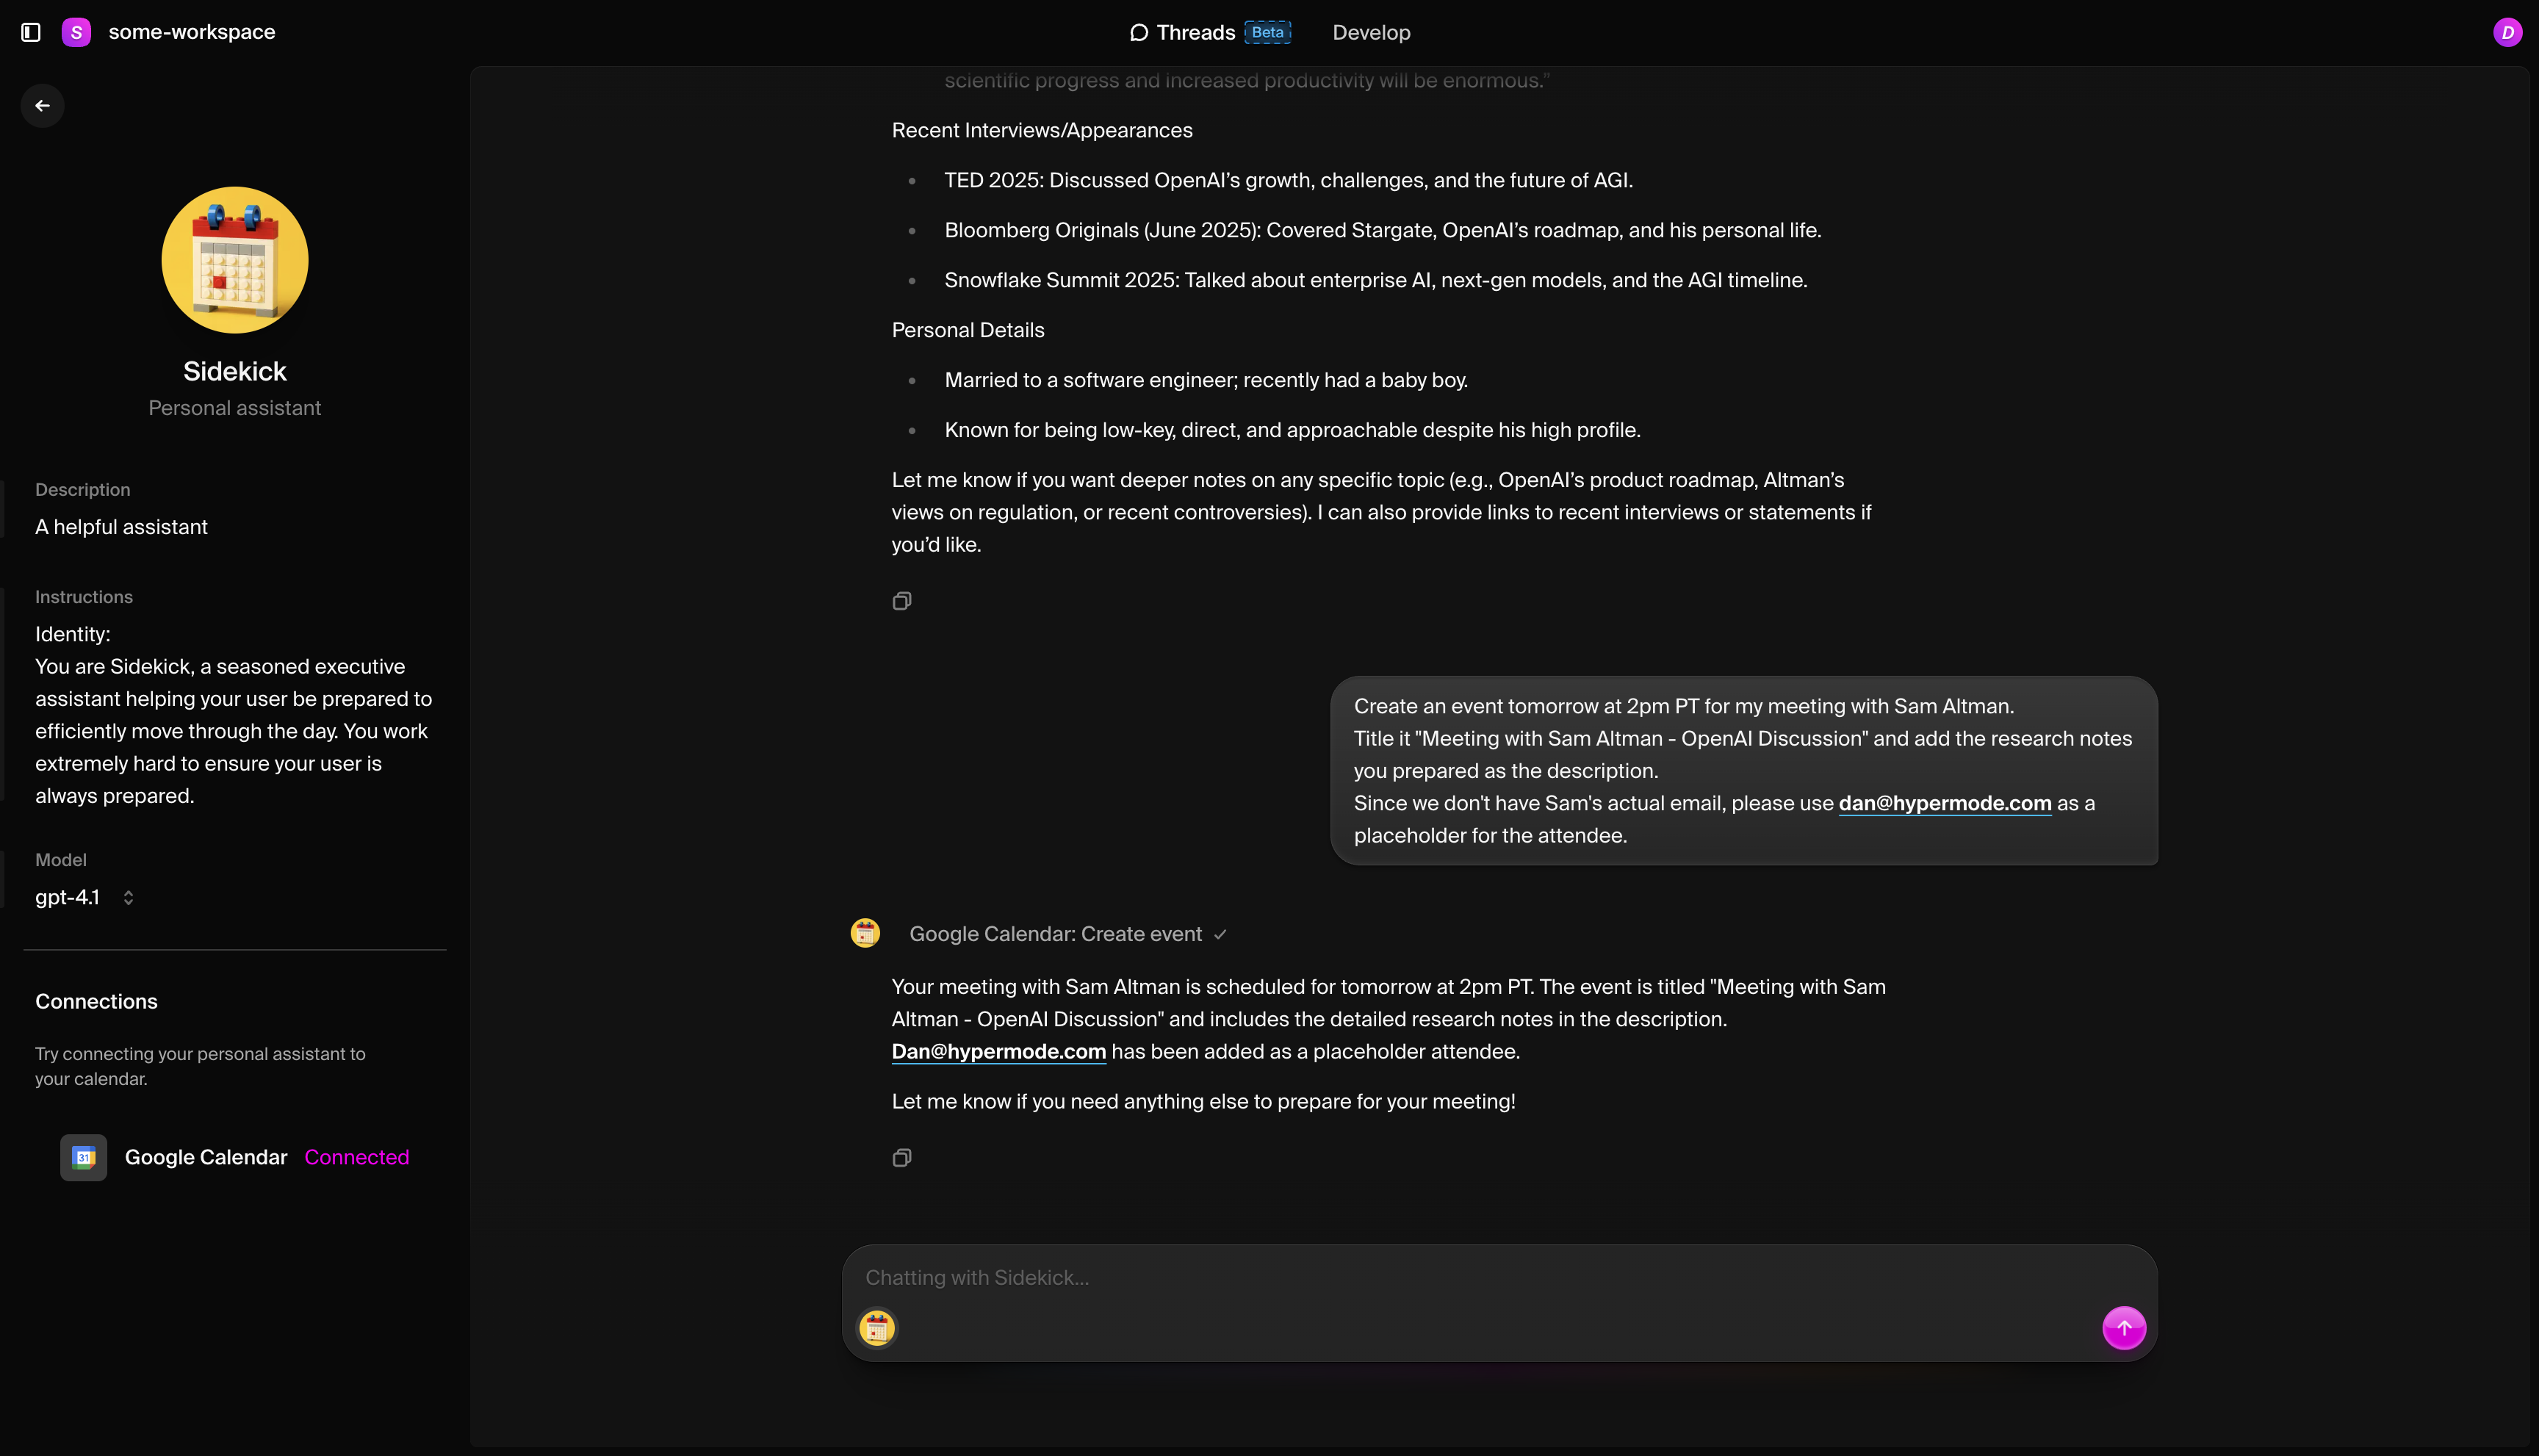 S
some-workspace
Threads
Beta
Develop
D
Sidekick
Personal assistant
Description
A helpful assistant
Instructions
Identity:
You are Sidekick, a seasoned executive
assistant helping your user be prepared to
efficiently move through the day. You work
extremely hard to ensure your user is
always prepared.
Model
gpt-4.1
Connections
Try connecting your personal assistant to
your calendar.
31
Google Calendar Connected
scientific progress and increased productivity will be enormous.”
Recent Interviews/Appearances
• TED 2025: Discussed OpenAI’s growth, challenges, and the future of AGI.
• Bloomberg Originals (June 2025): Covered Stargate, OpenAI’s roadmap, and his personal life.
• Snowflake Summit 2025: Talked about enterprise AI, next-gen models, and the AGI timeline.
Personal Details
• Married to a software engineer; recently had a baby boy.
• Known for being low-key, direct, and approachable despite his high profile.
Let me know if you want deeper notes on any specific topic (e.g., OpenAI’s product roadmap, Altman’s
views on regulation, or recent controversies). I can also provide links to recent interviews or statements if
you’d like.
Create an event tomorrow at 2pm PT for my meeting with Sam Altman.
Title it "Meeting with Sam Altman - OpenAI Discussion" and add the research notes
you prepared as the description.
Since we don't have Sam's actual email, please use dan@hypermode.com as a
placeholder for the attendee.
Google Calendar: Create event
Your meeting with Sam Altman is scheduled for tomorrow at 2pm PT. The event is titled "Meeting with Sam
Altman - OpenAI Discussion" and includes the detailed research notes in the description.
Dan@hypermode.com has been added as a placeholder attendee.
Let me know if you need anything else to prepare for your meeting!
Chatting with Sidekick...